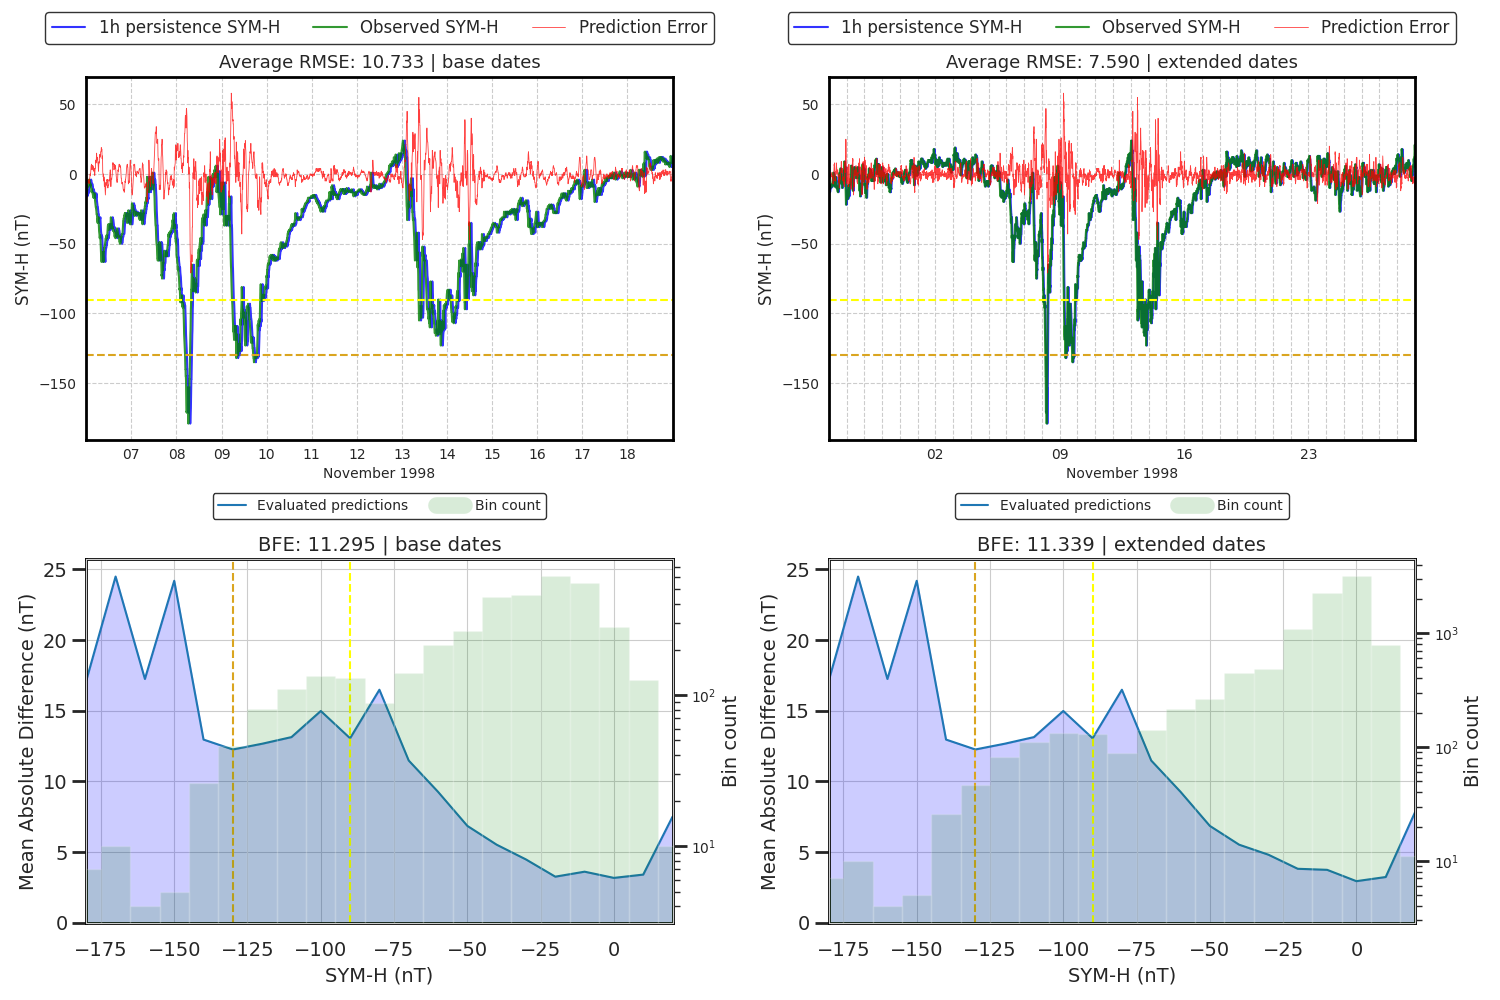 1h persistence SYM-H Observed SYM-H Prediction Error
Average RMSE: 10.733 | base dates
SYM-H (nT)
50
0
−50
−100
−150
07 08 09 10 11 12 13 14 15 16 17 18
November 1998
1h persistence SYM-H Observed SYM-H Prediction Error
Average RMSE: 7.590 | extended dates
SYM-H (nT)
50
0
−50
−100
−150
02 09 16 23
November 1998
Evaluated predictions Bin count
BFE: 11.295 | base dates
Mean Absolute Difference (nT)
25
20
15
10
5
0
−175 −150 −125 −100 −75 −50 −25 0
SYM-H (nT)
10²
10¹
Bin count
Evaluated predictions Bin count
BFE: 11.339 | extended dates
Mean Absolute Difference (nT)
25
20
15
10
5
0
−175 −150 −125 −100 −75 −50 −25 0
SYM-H (nT)
10³
10²
10¹
Bin count